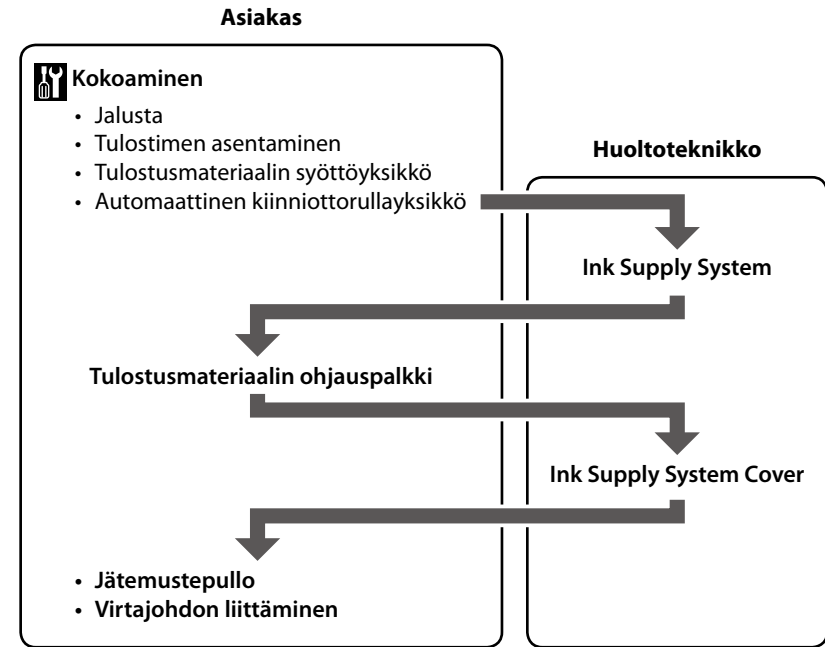 Asiakas
Kokoaminen
• Jalusta
• Tulostimen asentaminen
• Tulostusmateriaalin syöttöyksikkö
• Automaattinen kiinniottorullayksikkö
Huoltoteknikko
Ink Supply System
Tulostusmateriaalin ohjauspalkki
Ink Supply System Cover
• Jätemustepullo
• Virtajohdon liittäminen